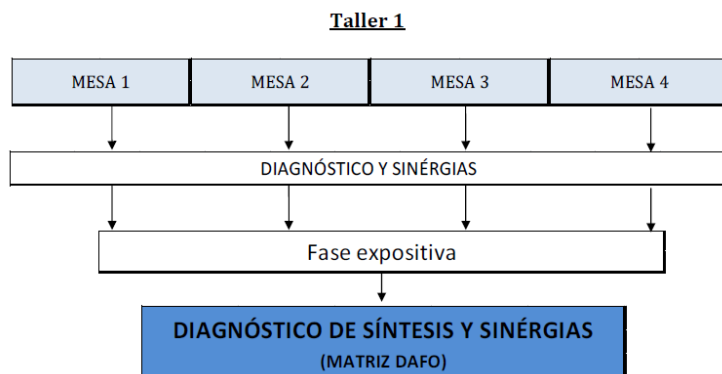 Taller 1
MESA 1 MESA 2 MESA 3 MESA 4
DIAGNÓSTICO Y SINÉRGIAS
Fase expositiva
DIAGNÓSTICO DE SÍNTESIS Y SINÉRGIAS
(MATRIZ DAFO)